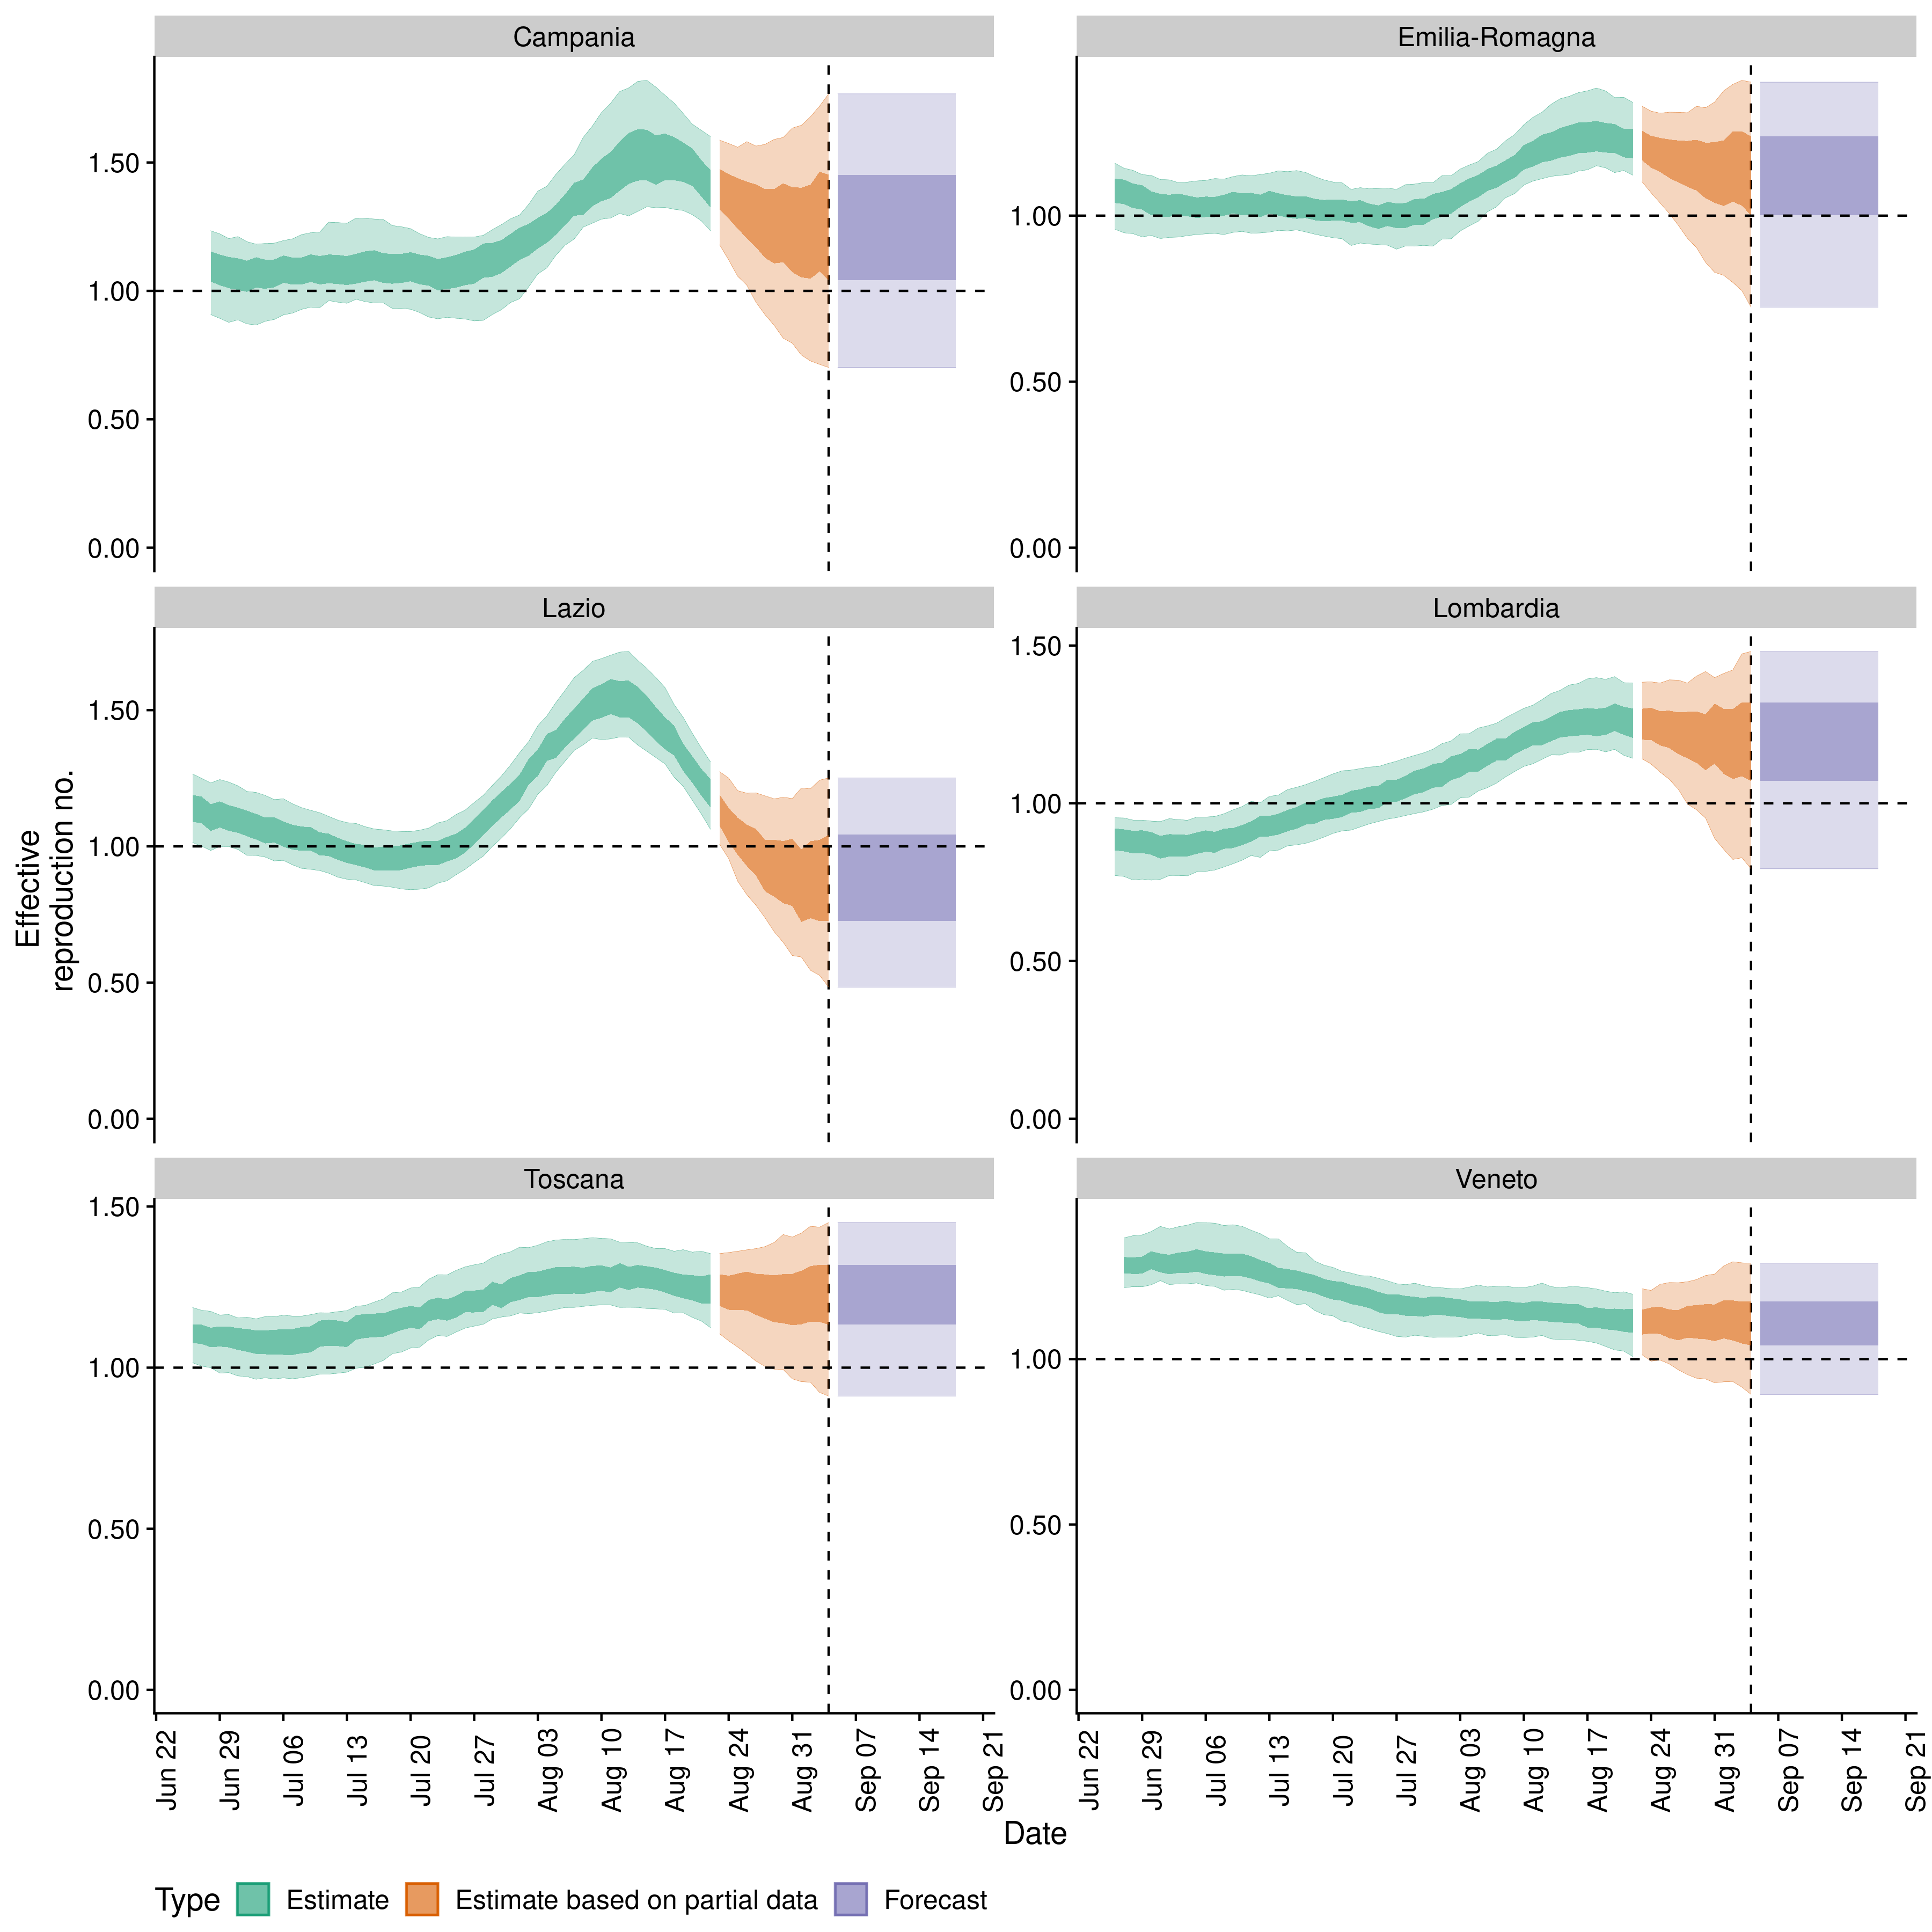 Campania
Emilia-Romagna
1.50
1.00
0.50
0.00
1.00
0.50
0.00
Lazio
Lombardia
1.50
1.00
0.50
0.00
1.50
1.00
0.50
0.00
Effective
reproduction no.
Toscana
Veneto
1.50
1.00
0.50
0.00
1.00
0.50
0.00
Jun 22
Jun 29
Jul 06
Jul 13
Jul 20
Jul 27
Aug 03
Aug 10
Aug 17
Aug 24
Aug 31
Sep 07
Sep 14
Sep 21
Jun 22
Jun 29
Jul 06
Jul 13
Jul 20
Jul 27
Aug 03
Aug 10
Aug 17
Aug 24
Aug 31
Sep 07
Sep 14
Sep 21
Date
Type Estimate Estimate based on partial data Forecast